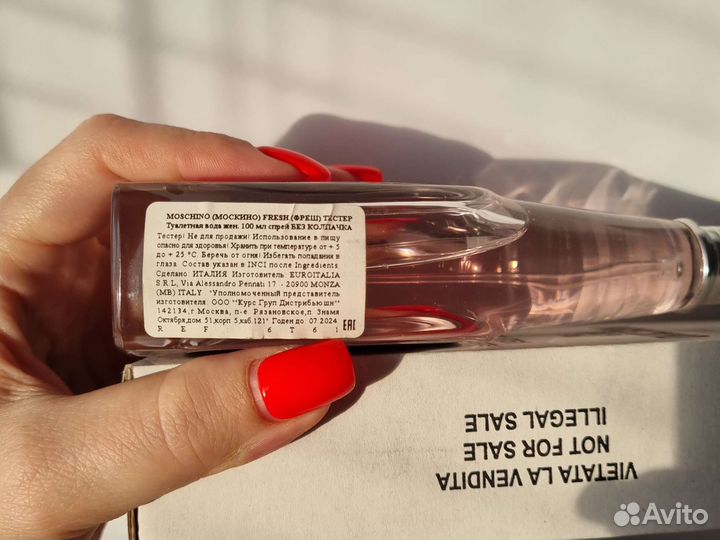 MOSCHINO (МОСКИНО) FRESH (ФРЕШ) ТЕСТЕР
Туалетная вода жен. 100 мл спрей БЕЗ КОЛПАЧКА
Тестер! Не для продажи! Использование в пищу
опасно для здоровья! Хранить при температуре от + 5
до + 25 °С. Беречь от огня! Избегать попадания в
глаза. Состав указан в INCI после Ingredients.
Сделано ИТАЛИЯ. Изготовитель EUROITALIA
S.R.L, Via Alessandro Pennati 17 - 20900 MONZA
(MB) ITALY "Уполномоченный представитель
изготовителя ООО "Курс Груп Дистрибьюшн"
142134, г. Москва, п-е Рязановское, п Знамя
Октября, дом 51, корп 5, каб.121" Годен до 07.2024
REF 6T61
EAC
VIETATA LA VENDITA
NOT FOR SALE
ILLEGAL SALE
Avito